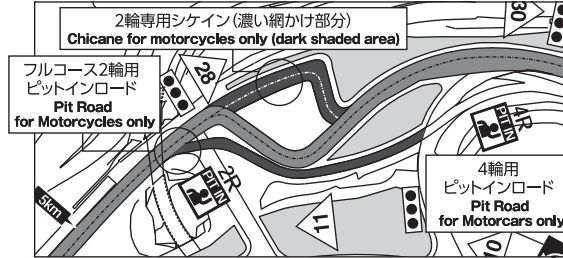 2輪専用シケイン(濃い網かけ部分)
Chicane for motorcycles only (dark shaded area)
30
フルコース2輪用
ピットインロード
Pit Road
for Motorcycles only
28
4R
PIT IN
2R
PIT IN
4輪用
ピットインロード
Pit Road
for Motorcars only
5km
11
10